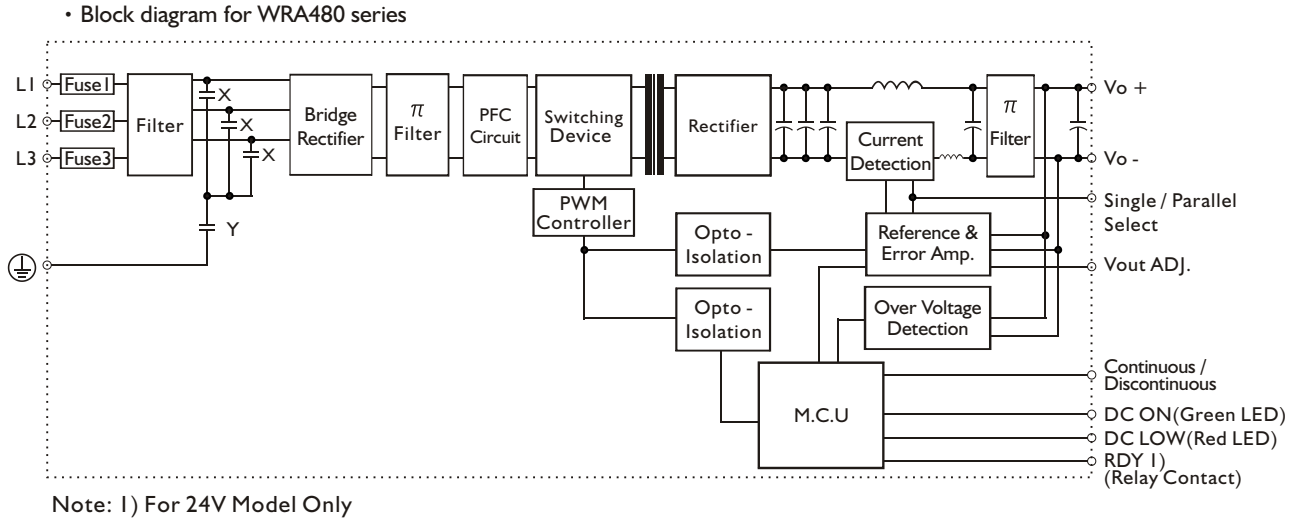 • Block diagram for WRA480 series
L1
Fuse1
L2
Fuse2
L3
Fuse3
Filter
X
X
X
Y
Bridge
Rectifier
π
Filter
PFC
Circuit
Switching
Device
PWM
Controller
Rectifier
Current
Detection
π
Filter
Opto -
Isolation
Reference &
Error Amp.
Opto -
Isolation
Over Voltage
Detection
M.C.U
Vo +
Vo -
Single / Parallel
Select
Vout ADJ.
Continuous /
Discontinuous
DC ON(Green LED)
DC LOW(Red LED)
RDY 1)
(Relay Contact)
Note: 1) For 24V Model Only